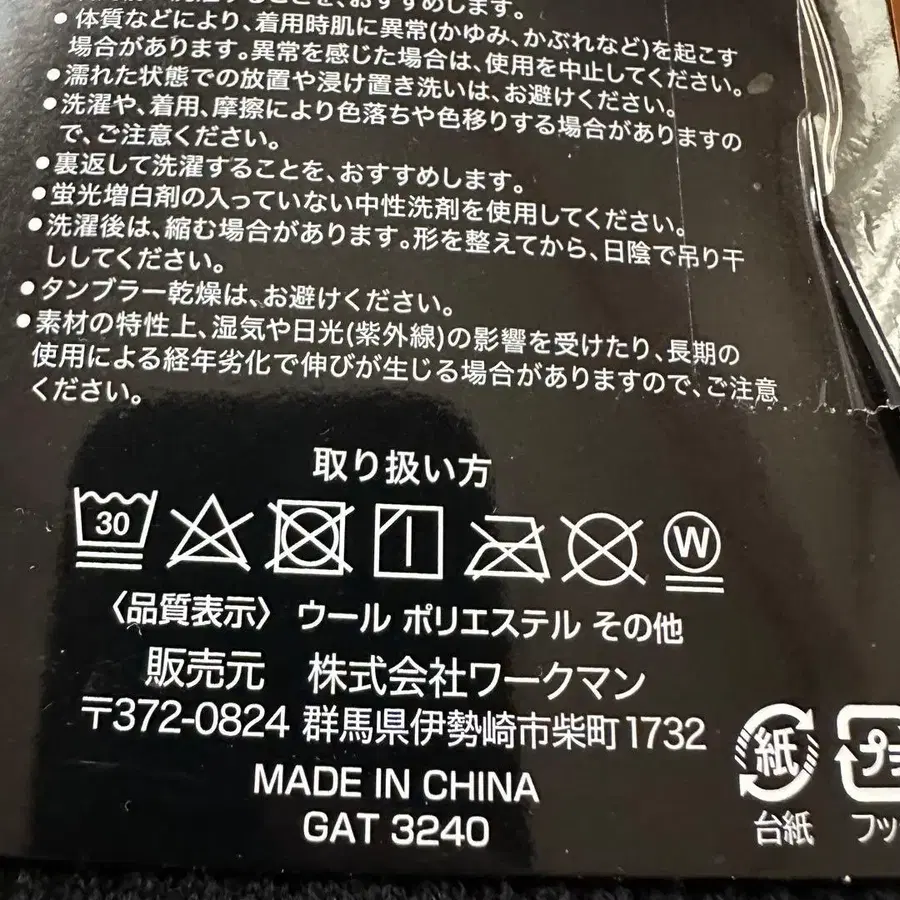 することを、おすすめします。
●体質などにより、着用時肌に異常(かゆみ、かぶれなど)を起こす
場合があります。異常を感じた場合は、使用を中止してください。
●濡れた状態での放置や浸け置き洗いは、お避けください。
●洗濯や、着用、摩擦により色落ちや色移りする場合がありますの
で、ご注意ください。
●裏返して洗濯することを、おすすめします。
●蛍光増白剤の入っていない中性洗剤を使用してください。
●洗濯後は、縮む場合があります。形を整えてから、日陰で吊り干
ししてください。
●タンブラー乾燥は、お避けください。
●素材の特性上、湿気や日光(紫外線)の影響を受けたり、長期の
使用による経年劣化で伸びが生じる場合がありますので、ご注意
ください。
取り扱い方
30 W
〈品質表示〉 ウール ポリエステル その他
販売元 株式会社ワークマン
〒372-0824 群馬県伊勢崎市柴町1732
MADE IN CHINA
GAT 3240
紙 プラ
台紙 フッ